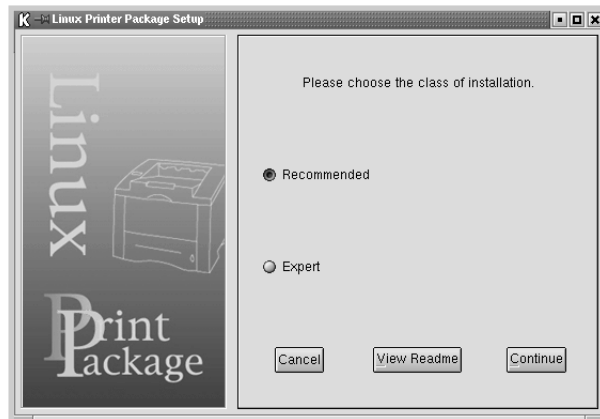 Linux Printer Package Setup
Linux
Print
Package
Please choose the class of installation.
Recommended
Expert
Cancel
View Readme
Continue